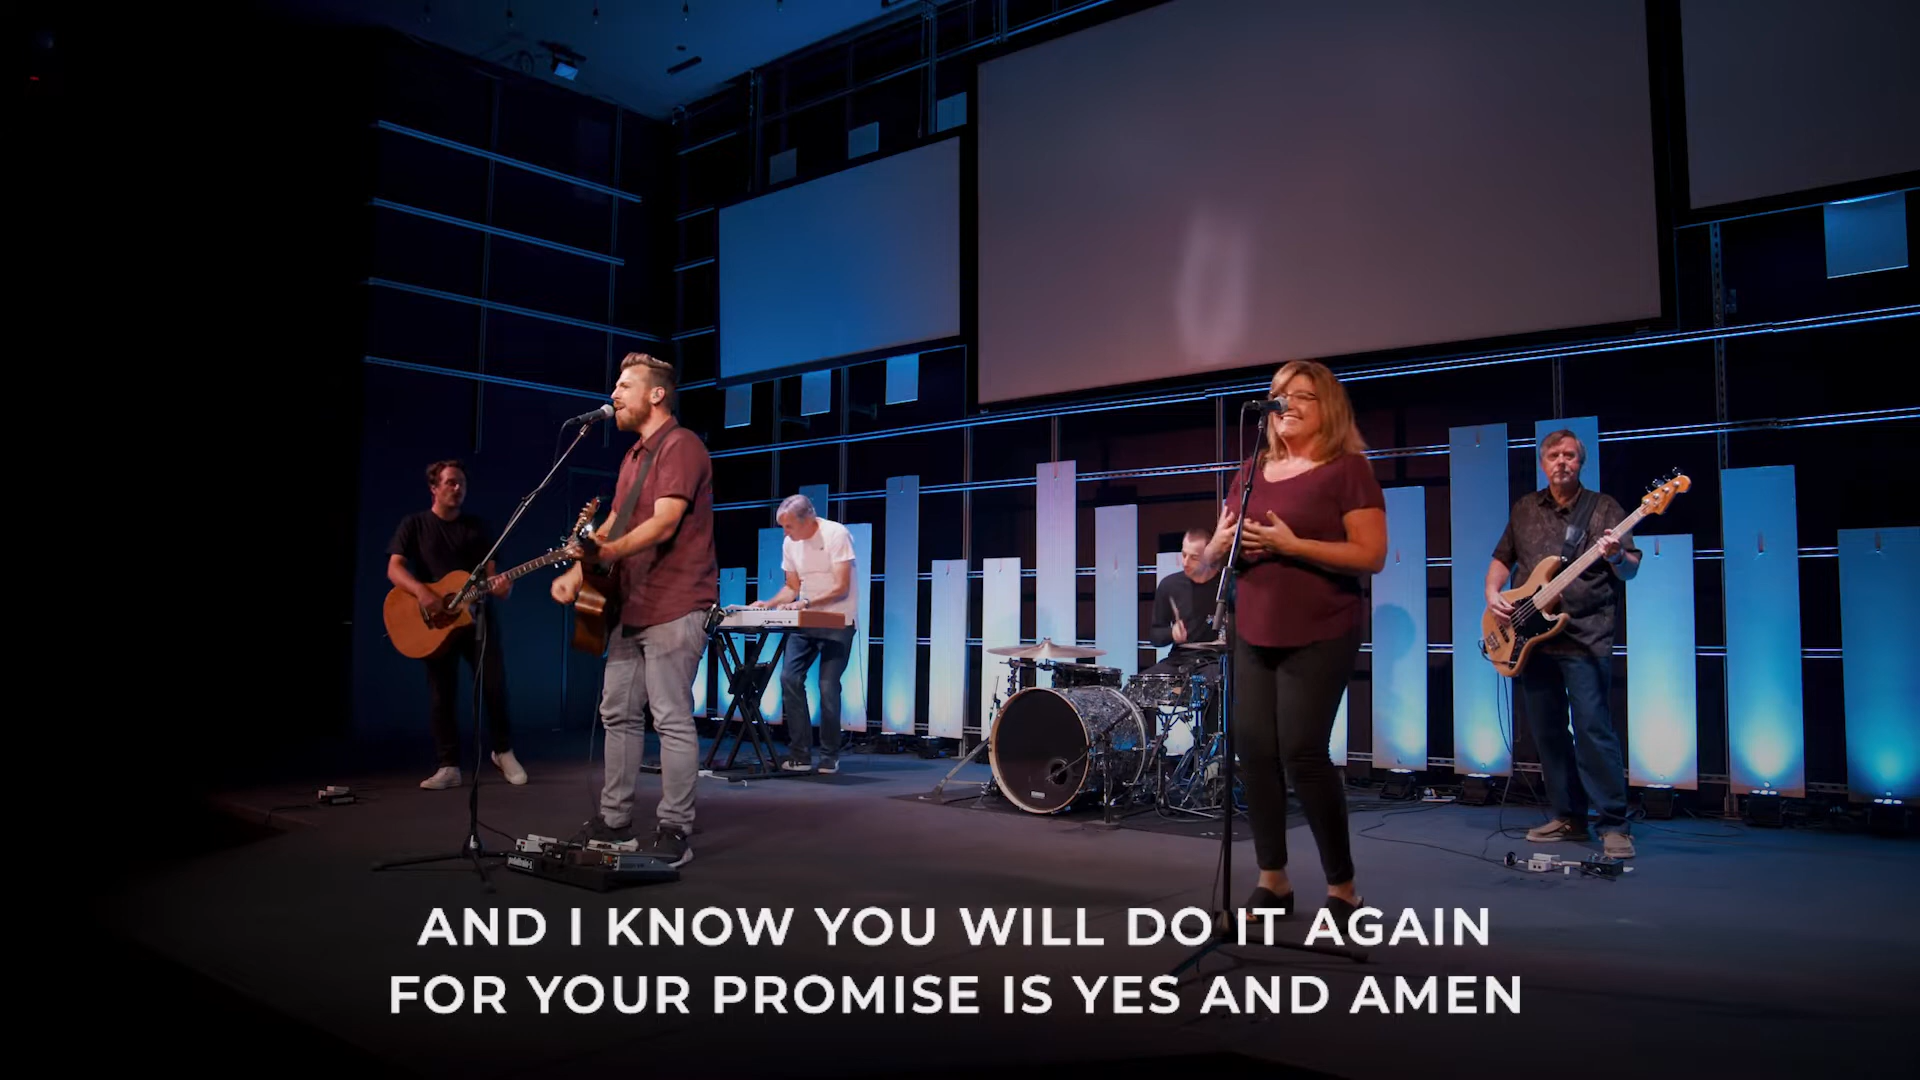 AND I KNOW YOU WILL DO IT AGAIN
FOR YOUR PROMISE IS YES AND AMEN